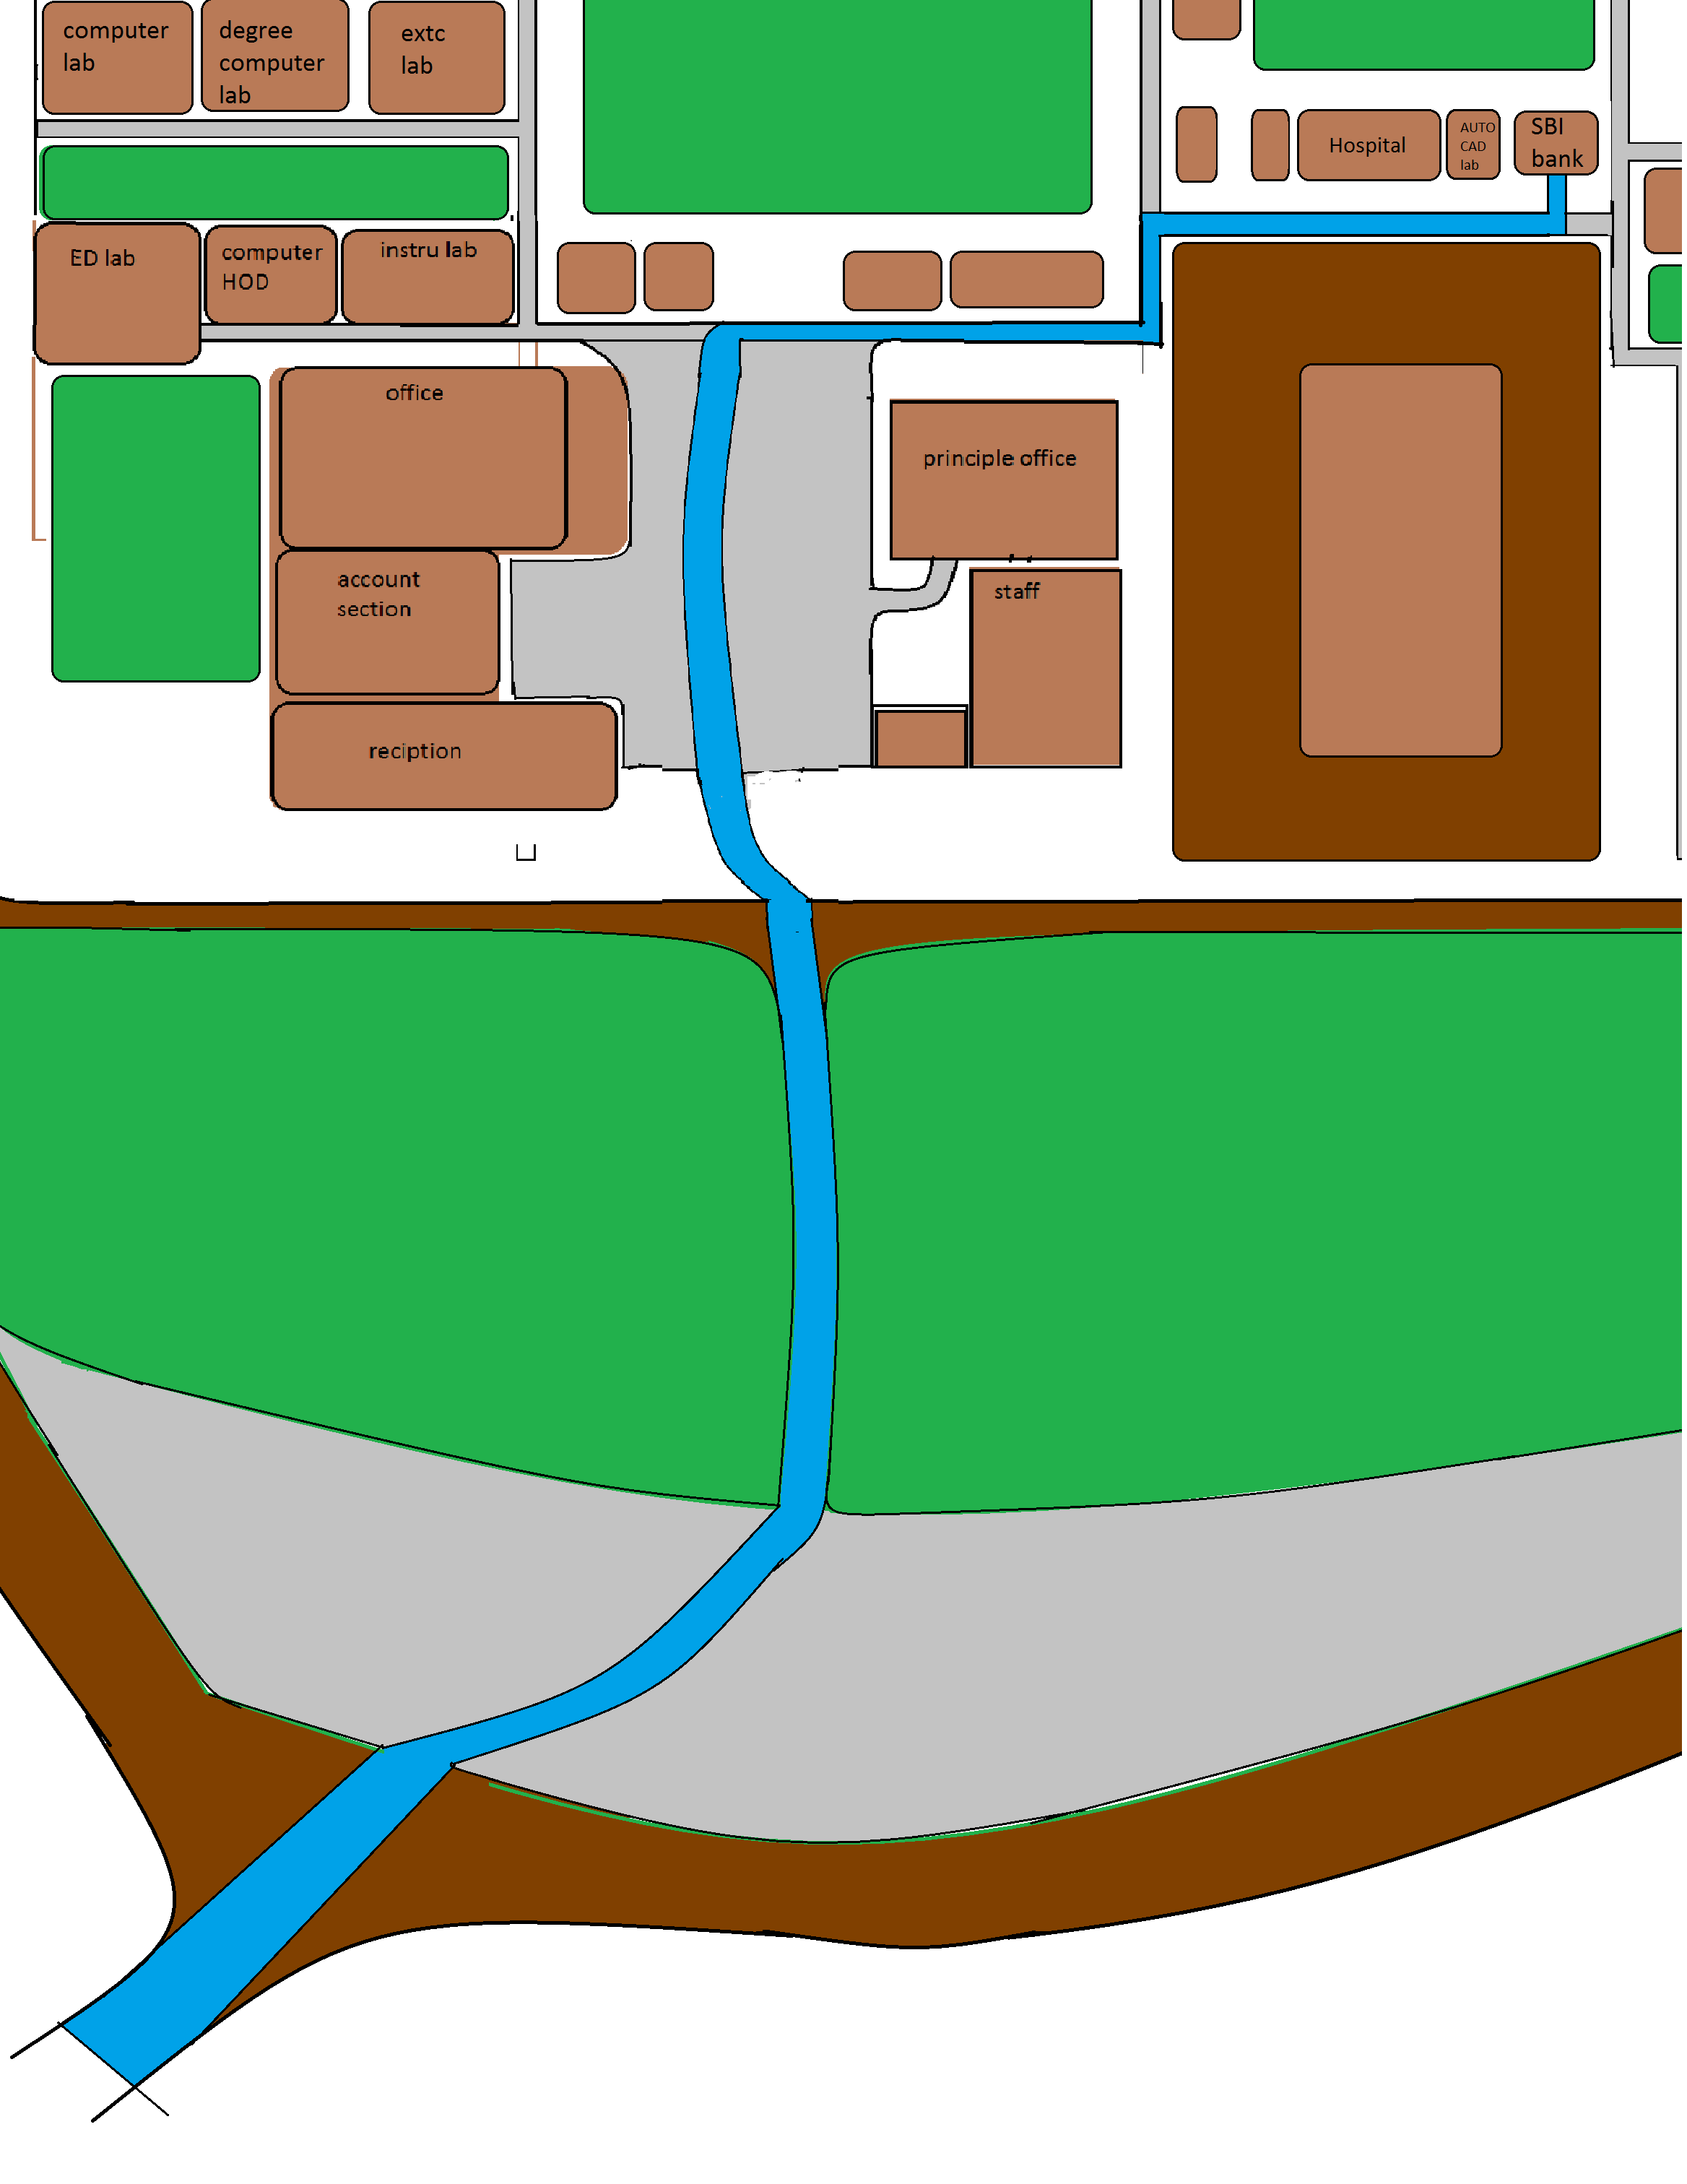 computer
lab
degree
computer
lab
extc
lab
Hospital
AUTO
CAD
lab
SBI
bank
ED lab
computer
HOD
instru lab
office
principle office
account
section
staff
reciption